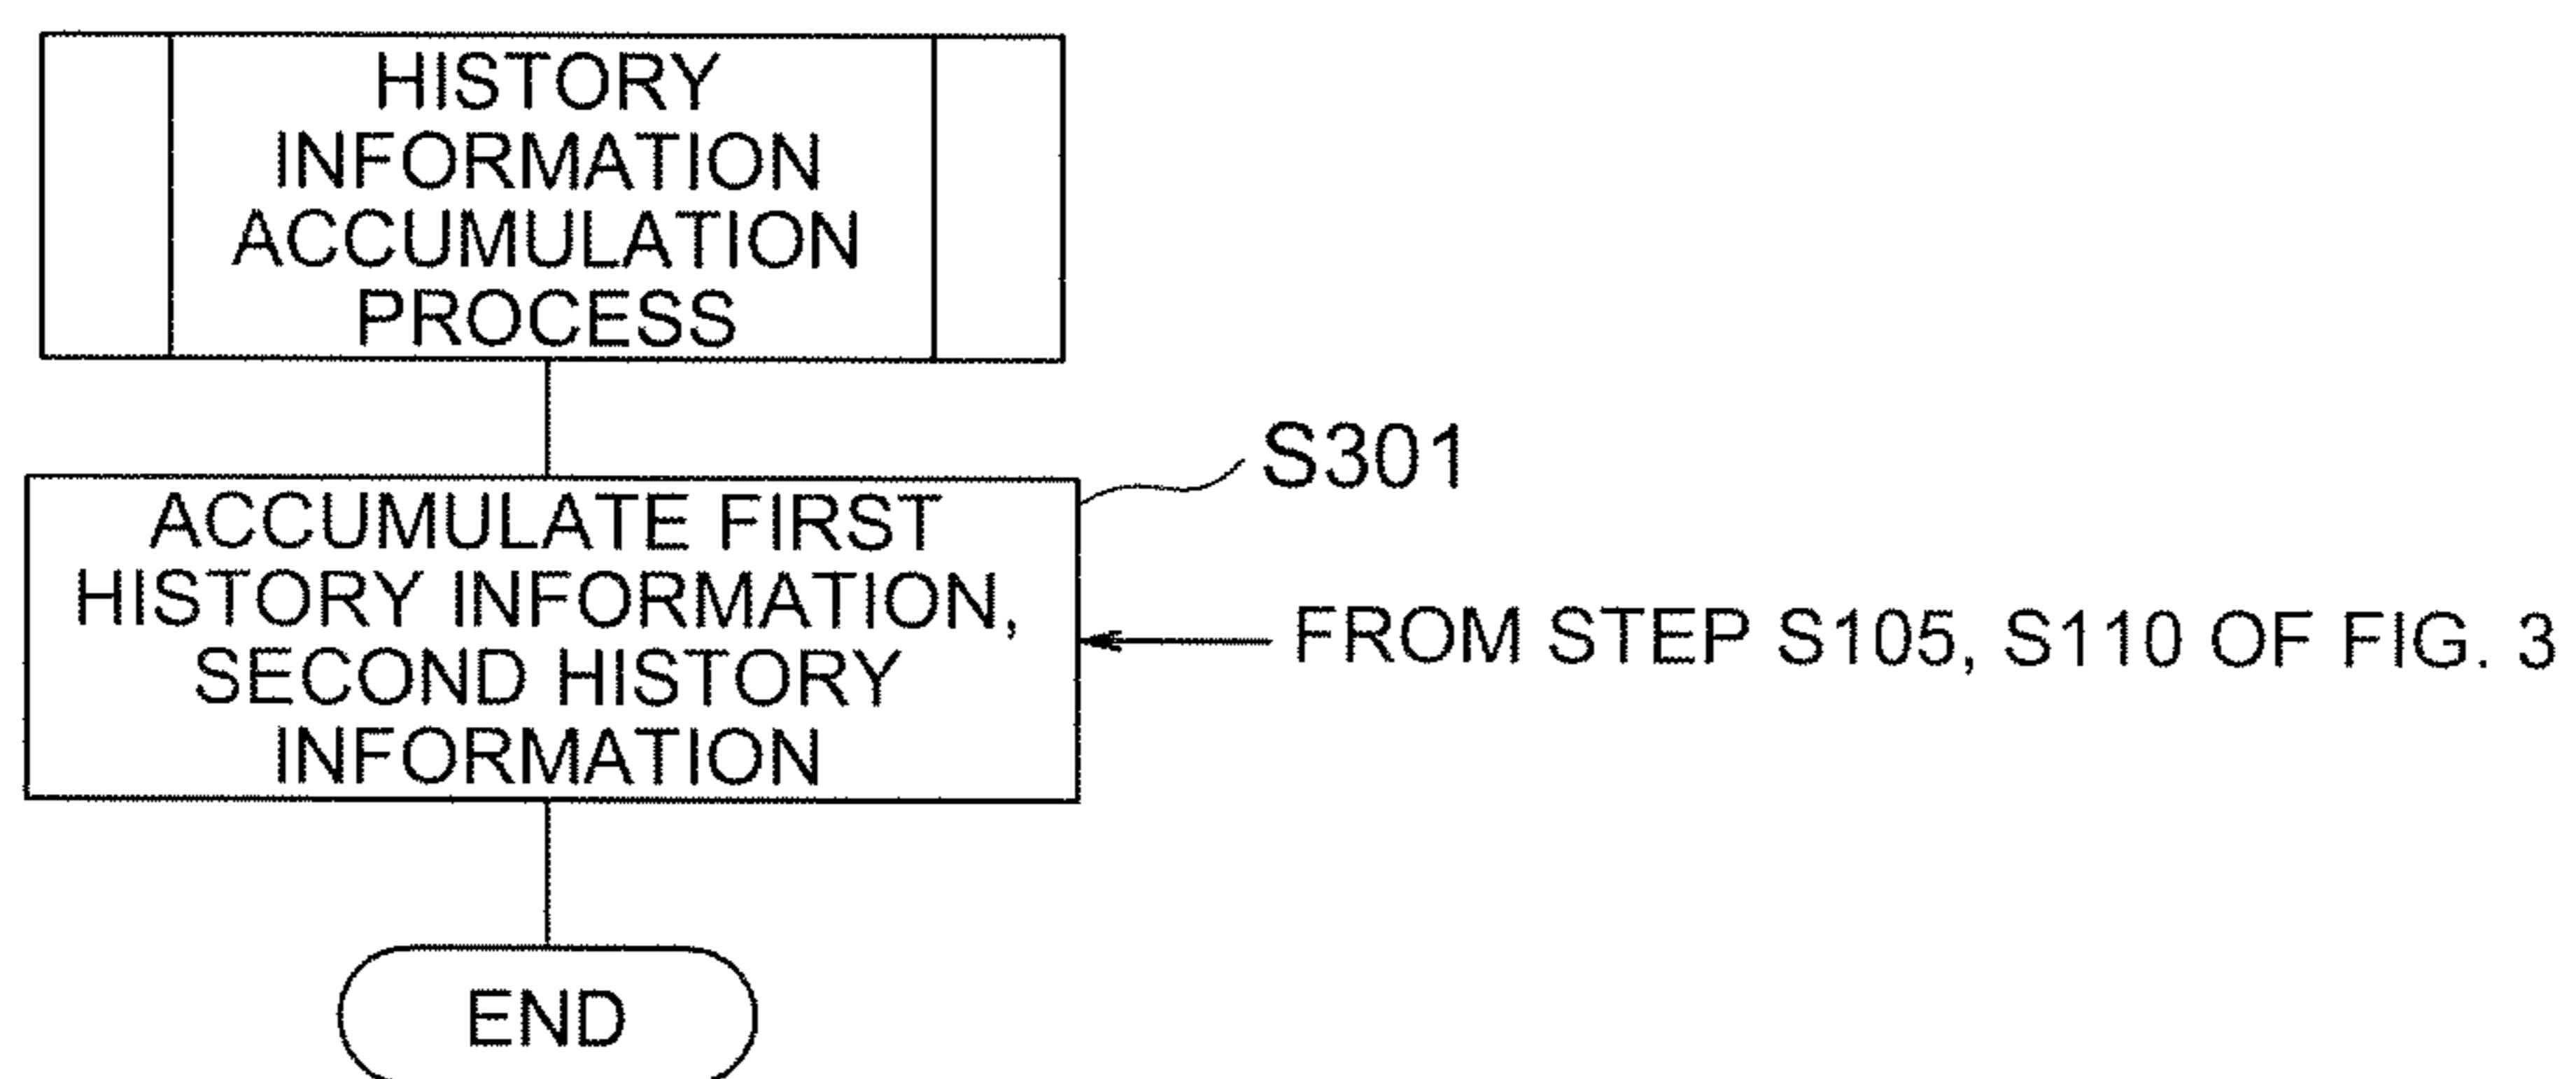 HISTORY
INFORMATION
ACCUMULATION
PROCESS
S301
ACCUMULATE FIRST
HISTORY INFORMATION,
SECOND HISTORY
INFORMATION
FROM STEP S105, S110 OF FIG. 3
END